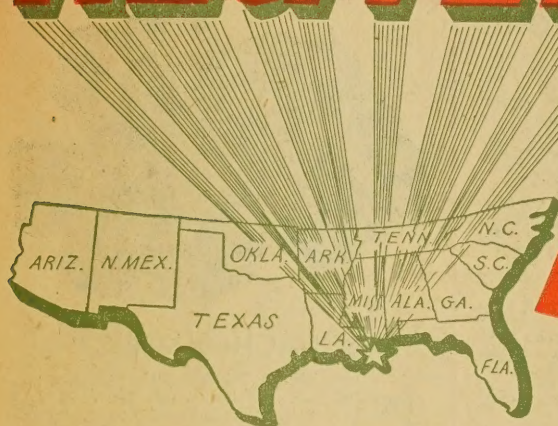 N.C.
TENN.
ARIZ. N.MEX. OKLA. ARK. S.C.
MISS ALA. GA.
TEXAS
LA.
FLA.